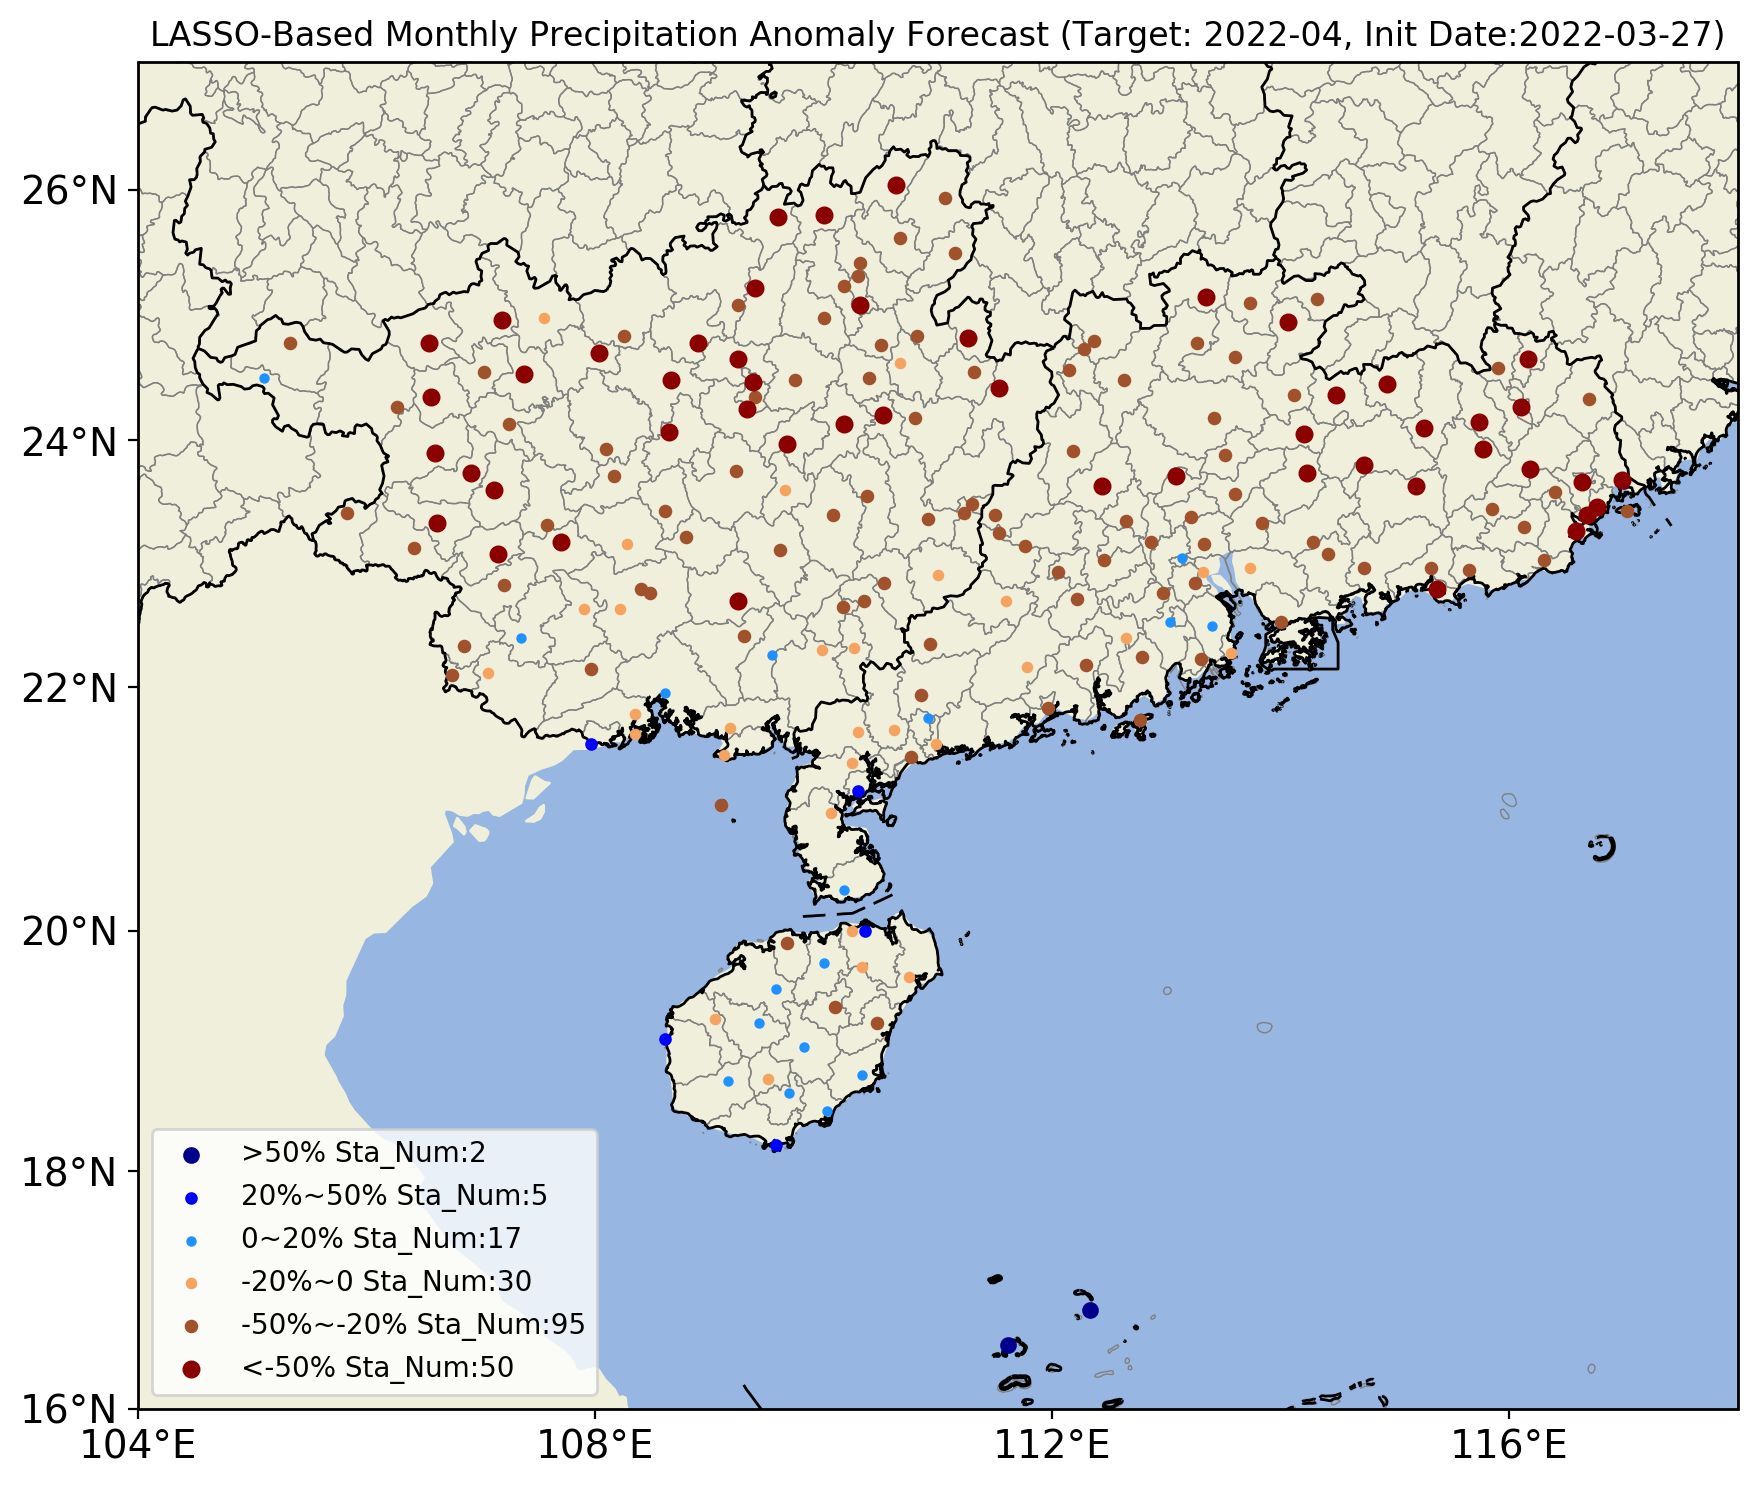 LASSO-Based Monthly Precipitation Anomaly Forecast (Target: 2022-04, Init Date:2022-03-27)
26°N
24°N
22°N
20°N
18°N
16°N
>50% Sta_Num:2
20%~50% Sta_Num:5
0~20% Sta_Num:17
-20%~0 Sta_Num:30
-50%~-20% Sta_Num:95
<-50% Sta_Num:50
104°E
108°E
112°E
116°E